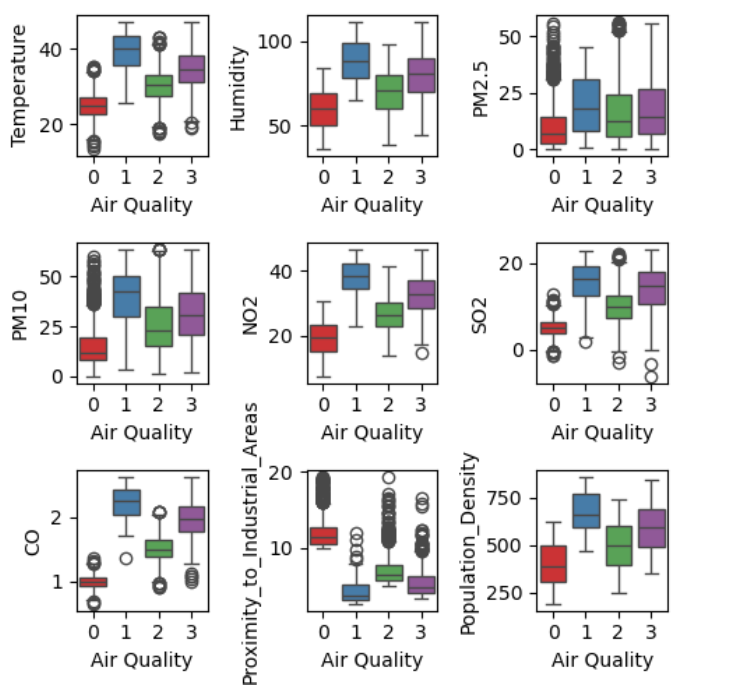 Temperature
40
20
0 1 2 3
Air Quality
Humidity
100
50
0 1 2 3
Air Quality
PM2.5
50
25
0
0 1 2 3
Air Quality
PM10
50
25
0
0 1 2 3
Air Quality
NO2
40
20
0 1 2 3
Air Quality
SO2
20
0
0 1 2 3
Air Quality
CO
2
1
0 1 2 3
Air Quality
Proximity_to_Industrial_Areas
20
10
0 1 2 3
Air Quality
Population_Density
750
500
250
0 1 2 3
Air Quality